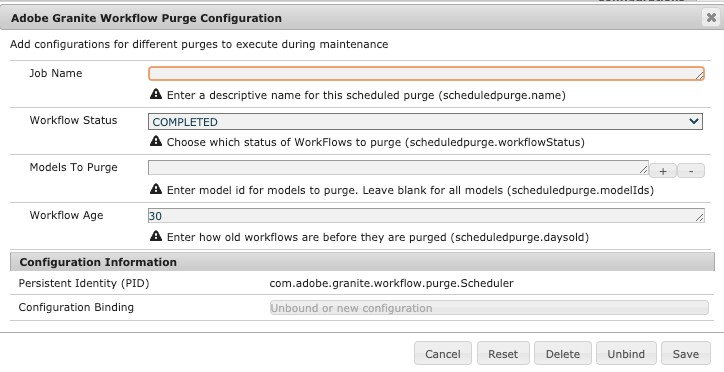 Adobe Granite Workflow Purge Configuration
Add configurations for different purges to execute during maintenance
Job Name
Enter a descriptive name for this scheduled purge (scheduledpurge.name)
Workflow Status
COMPLETED
Choose which status of WorkFlows to purge (scheduledpurge.workflowStatus)
Models To Purge
+ -
Enter model id for models to purge. Leave blank for all models (scheduledpurge.modelIds)
Workflow Age
30
Enter how old workflows are before they are purged (scheduledpurge.daysold)
Configuration Information
Persistent Identity (PID) com.adobe.granite.workflow.purge.Scheduler
Configuration Binding Unbound or new configuration
Cancel Reset Delete Unbind Save